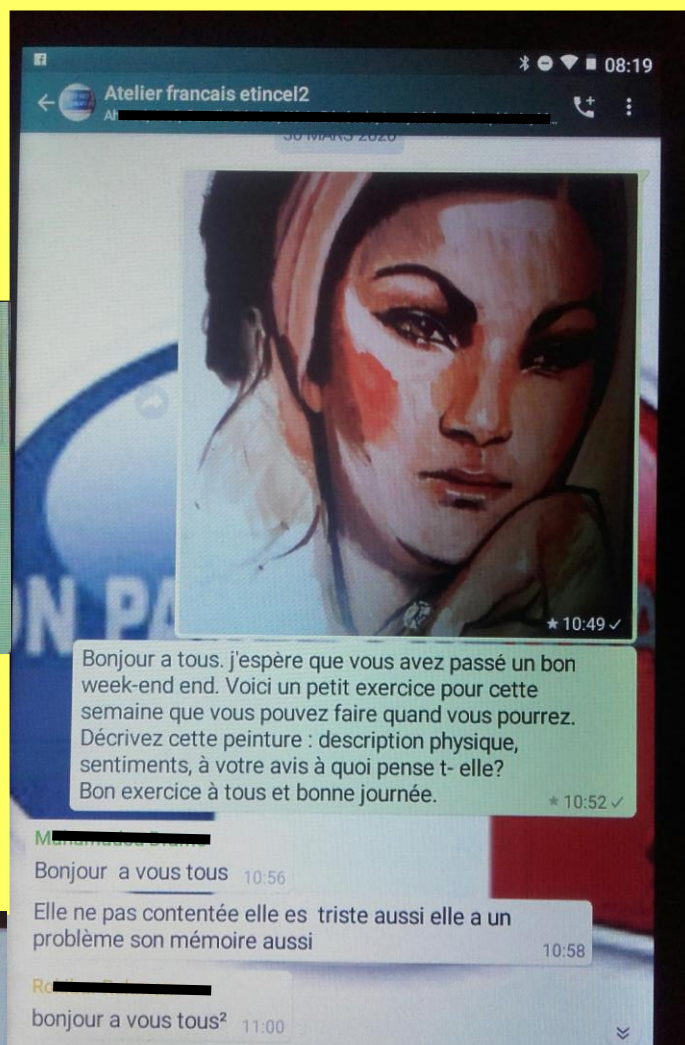 08:19
Atelier francais etincel2
30 MARS 2020
ON PA
10:49
Bonjour a tous. j'espère que vous avez passé un bon
week-end end. Voici un petit exercice pour cette
semaine que vous pouvez faire quand vous pourrez.
Décrivez cette peinture : description physique,
sentiments, à votre avis à quoi pense t- elle?
Bon exercice à tous et bonne journée.
10:52
Bonjour a vous tous 10:56
Elle ne pas contentée elle es triste aussi elle a un
problème son mémoire aussi
10:58
bonjour a vous tous² 11:00